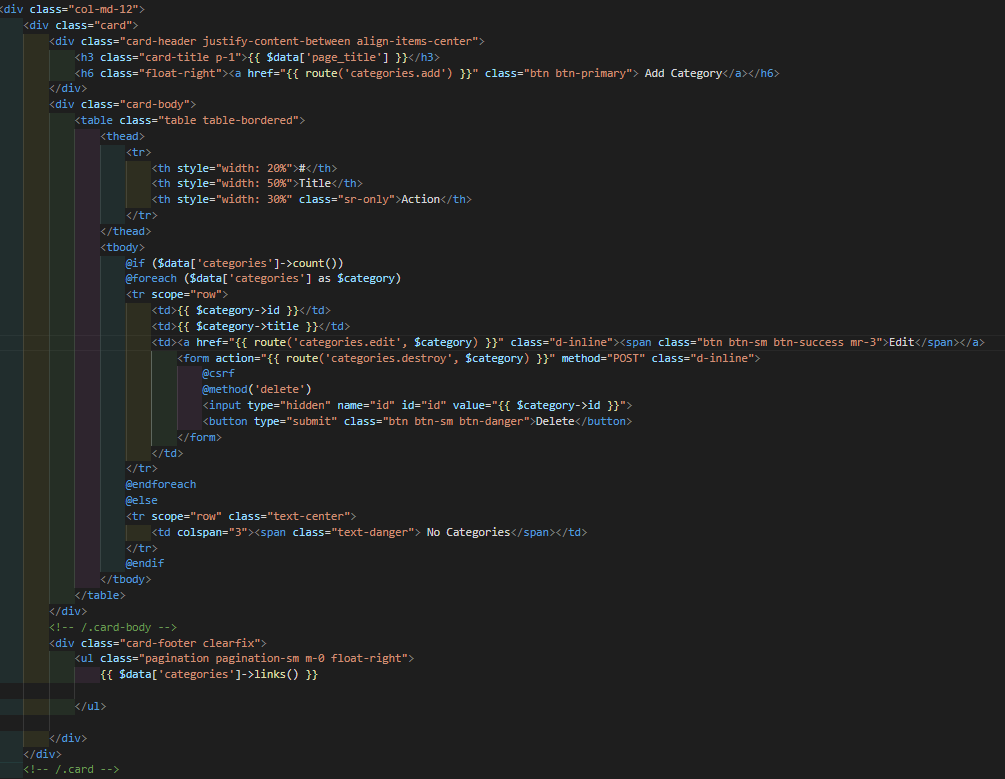 <div class="col-md-12">
<div class="card">
<div class="card-header justify-content-between align-items-center">
<h3 class="card-title p-1">{{ $data['page_title'] }}</h3>
<h6 class="float-right"><a href="{{ route('categories.add') }}" class="btn btn-primary"> Add Category</a></h6>
</div>
<div class="card-body">
<table class="table table-bordered">
<thead>
<tr>
<th style="width: 20%">#</th>
<th style="width: 50%">Title</th>
<th style="width: 30%" class="sr-only">Action</th>
</tr>
</thead>
<tbody>
@if ($data['categories']->count())
@foreach ($data['categories'] as $category)
<tr scope="row">
<td>{{ $category->id }}</td>
<td>{{ $category->title }}</td>
<td><a href="{{ route('categories.edit', $category) }}" class="d-inline"><span class="btn btn-sm btn-success mr-3">Edit</span></a>
<form action="{{ route('categories.destroy', $category) }}" method="POST" class="d-inline">
@csrf
@method('delete')
<input type="hidden" name="id" id="id" value="{{ $category->id }}">
<button type="submit" class="btn btn-sm btn-danger">Delete</button>
</form>
</td>
</tr>
@endforeach
@else
<tr scope="row" class="text-center">
<td colspan="3"><span class="text-danger"> No Categories</span></td>
</tr>
@endif
</tbody>
</table>
</div>
<!-- /.card-body -->
<div class="card-footer clearfix">
<ul class="pagination pagination-sm m-0 float-right">
{{ $data['categories']->links() }}
</ul>
</div>
</div>
<!-- /.card -->